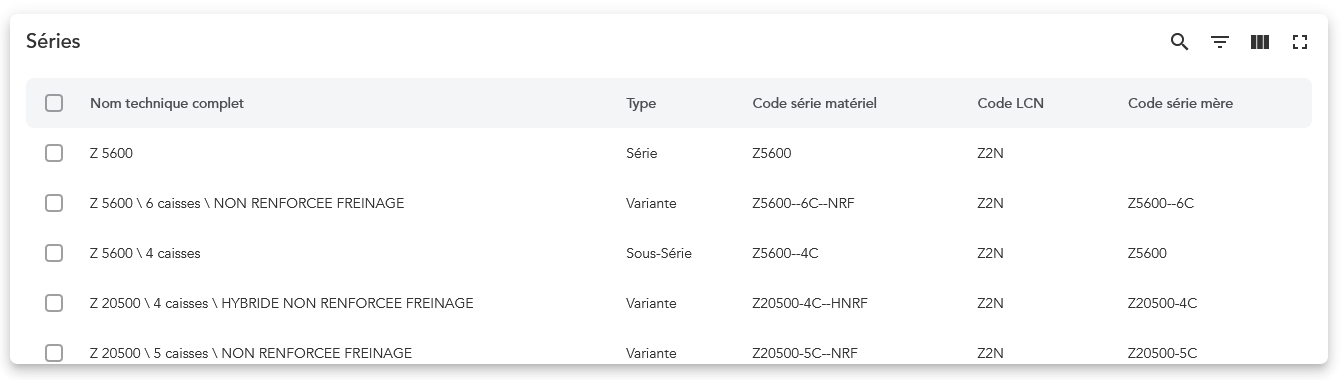 Séries
Nom technique complet Type Code série matériel Code LCN Code série mère
Z 5600 Série Z5600 Z2N
Z 5600 \ 6 caisses \ NON RENFORCEE FREINAGE Variante Z5600--6C--NRF Z2N Z5600--6C
Z 5600 \ 4 caisses Sous-Série Z5600--4C Z2N Z5600
Z 20500 \ 4 caisses \ HYBRIDE NON RENFORCEE FREINAGE Variante Z20500-4C--HNRF Z2N Z20500-4C
Z 20500 \ 5 caisses \ NON RENFORCEE FREINAGE Variante Z20500-5C--NRF Z2N Z20500-5C